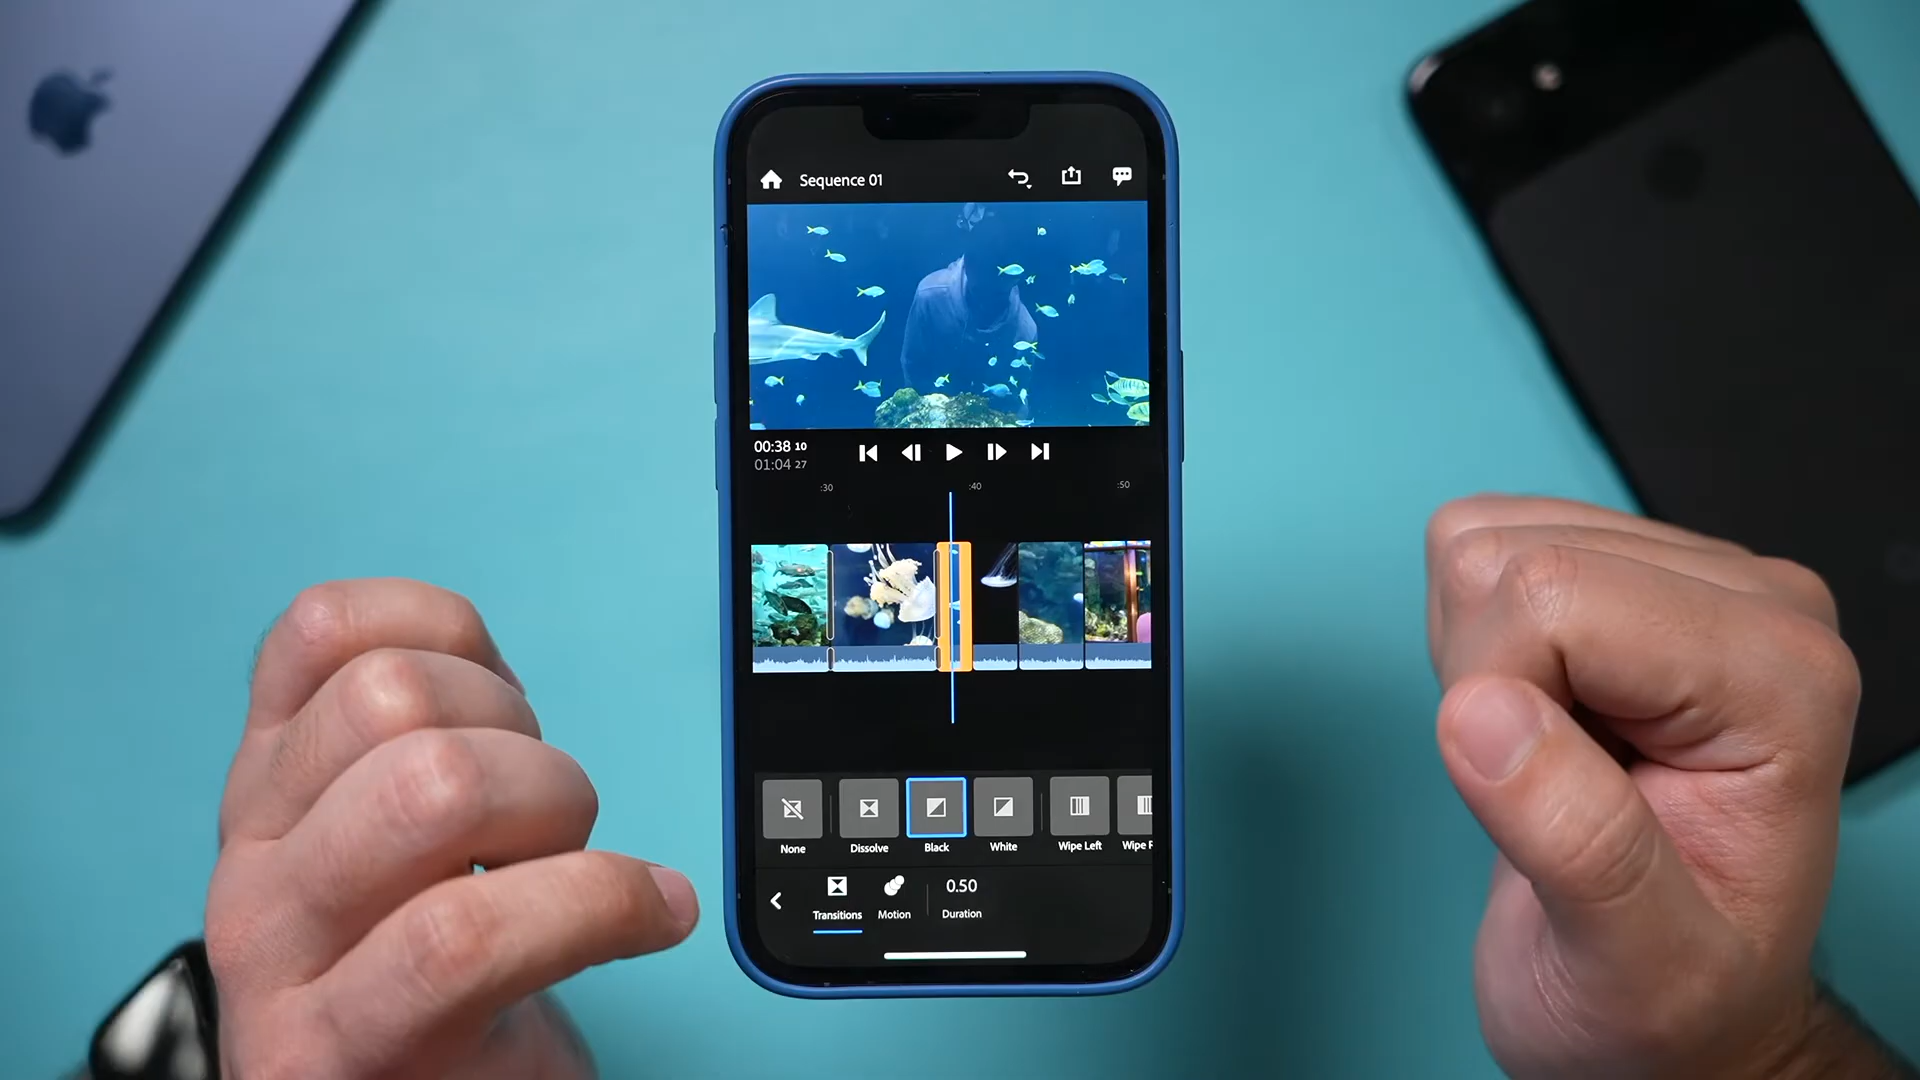 Sequence 01
00:38 10
01:04 27
:30
:40
:50
None
Dissolve
Black
White
Wipe Left
Wipe R
0.50
Transitions
Motion
Duration